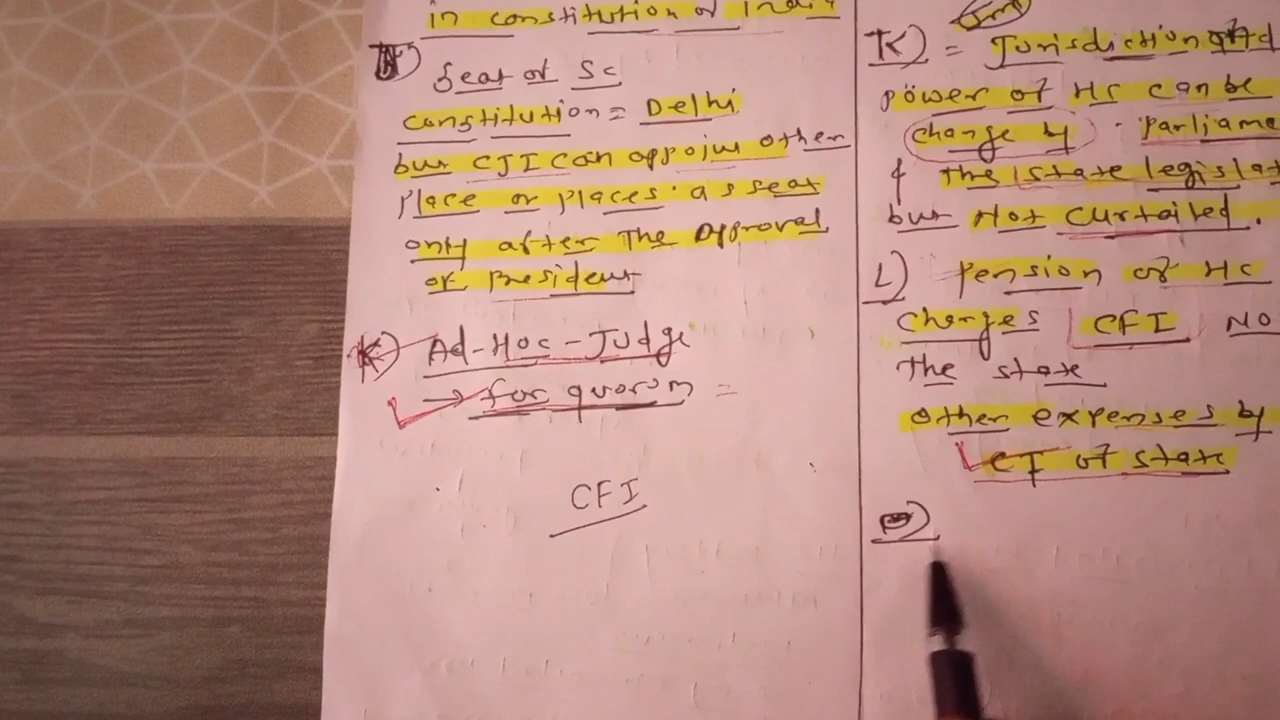 in constitution of India
Seat of Sc
constitution = Delhi
but CJI can appoint other
place or places as seat
only after The approval
of President
K) Ad-Hoc-Judge
→ for quorum =
CFI
K) = Jurisdiction
power of Hc can be
change by Parliame
& the state legislat
but Not curtailed.
L) Pension of Hc
Charges CFI NO
The state
other expenses by
CF of state